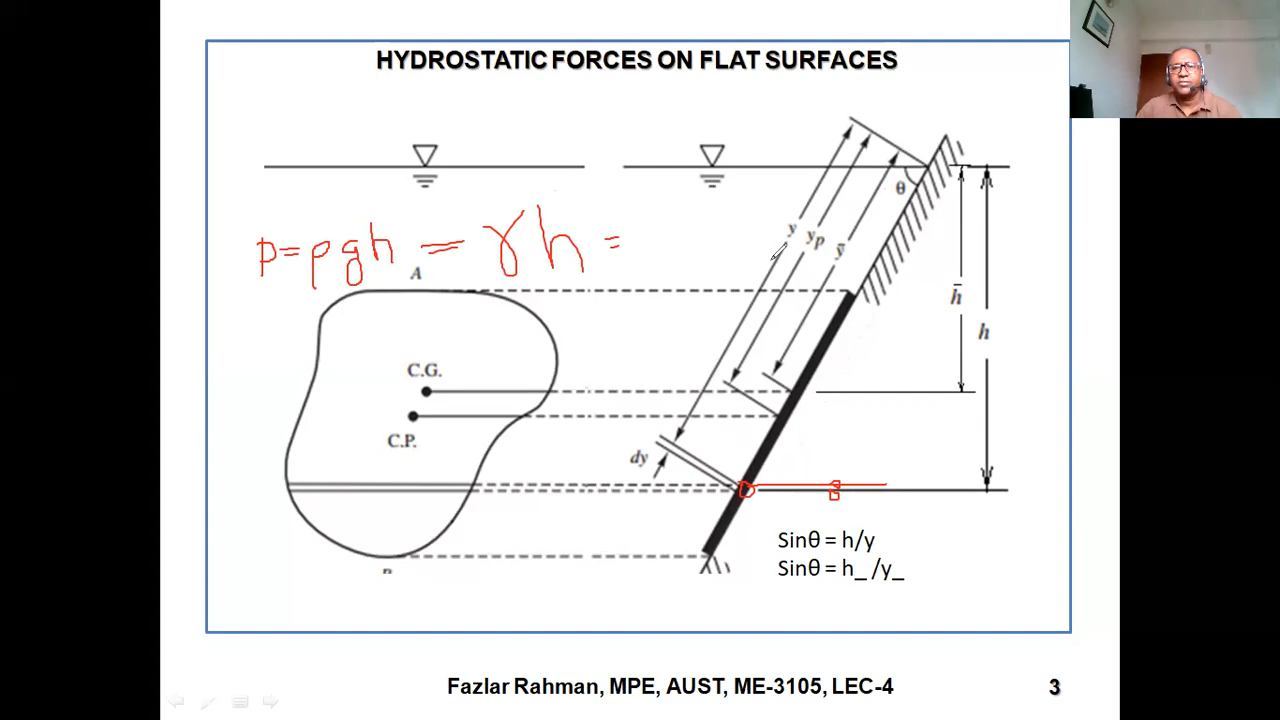 HYDROSTATIC FORCES ON FLAT SURFACES
θ
p = ρgh = γh =
y
yp
ȳ
A
h̄
h
C.G.
C.P.
dy
Sinθ = h/y
Sinθ = h_ /y_
Fazlar Rahman, MPE, AUST, ME-3105, LEC-4
3